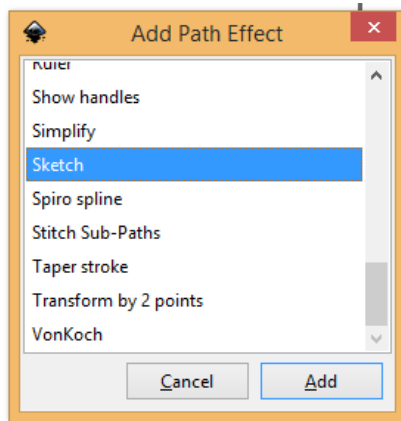 Add Path Effect
Ruler
Show handles
Simplify
Sketch
Spiro spline
Stitch Sub-Paths
Taper stroke
Transform by 2 points
VonKoch
Cancel
Add